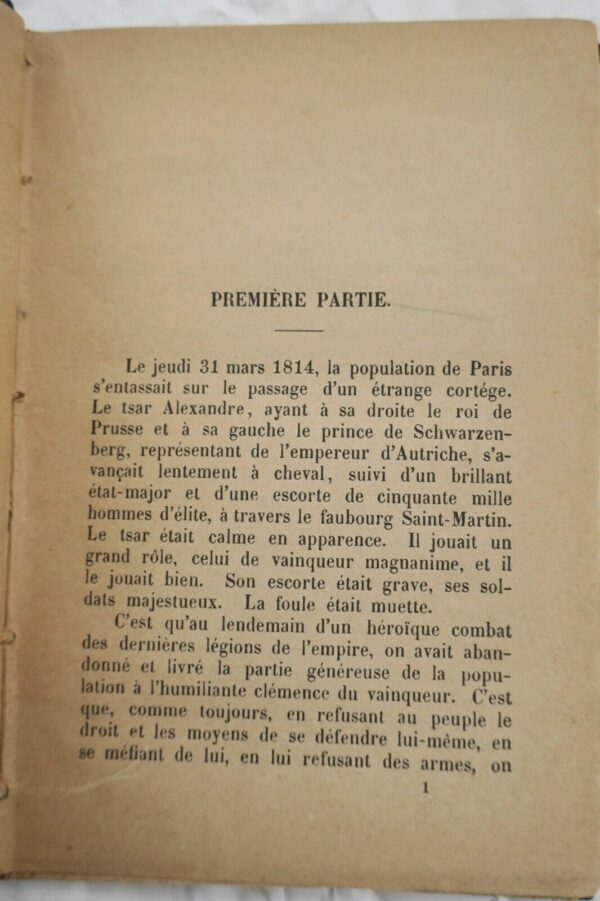 PREMIÈRE PARTIE.
Le jeudi 31 mars 1814, la population de Paris
s'entassait sur le passage d'un étrange cortége.
Le tsar Alexandre, ayant à sa droite le roi de
Prusse et à sa gauche le prince de Schwarzen-
berg, représentant de l'empereur d'Autriche, s'a-
vançait lentement à cheval, suivi d'un brillant
état-major et d'une escorte de cinquante mille
hommes d'élite, à travers le faubourg Saint-Martin.
Le tsar était calme en apparence. Il jouait un
grand rôle, celui de vainqueur magnanime, et il
le jouait bien. Son escorte était grave, ses sol-
dats majestueux. La foule était muette.
C'est qu'au lendemain d'un héroïque combat
des dernières légions de l'empire, on avait aban-
donné et livré la partie généreuse de la popu-
lation à l'humiliante clémence du vainqueur. C'est
que, comme toujours, en refusant au peuple le
droit et les moyens de se défendre lui-même, en
se méfiant de lui, en lui refusant des armes, on
1